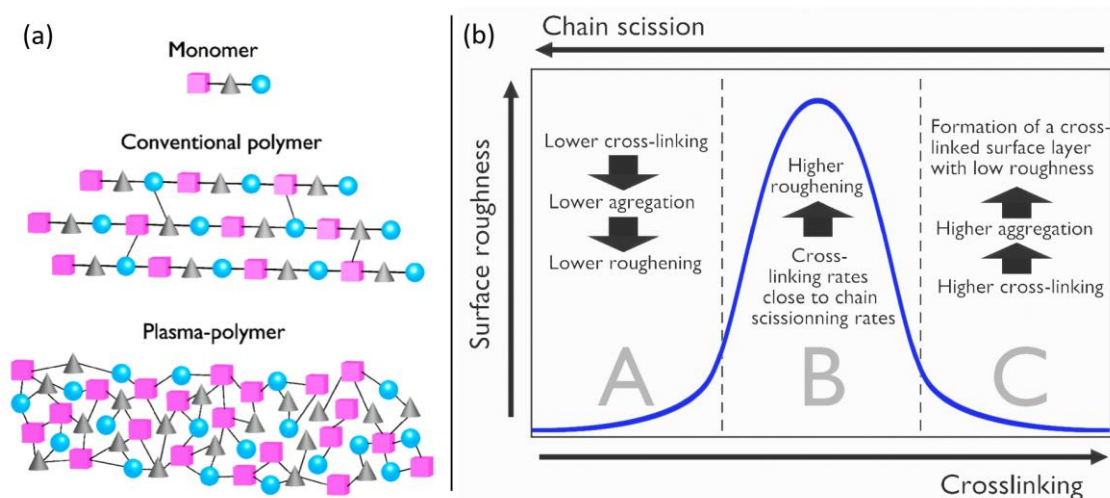 (a)
Monomer
Conventional polymer
Plasma-polymer
(b)
Chain scission
Surface roughness
Lower cross-linking
Lower agregation
Lower roughening
A
Higher
roughening
Cross-
linking rates
close to chain
scissionning rates
B
Formation of a cross-
linked surface layer
with low roughness
Higher aggregation
Higher cross-linking
C
Crosslinking